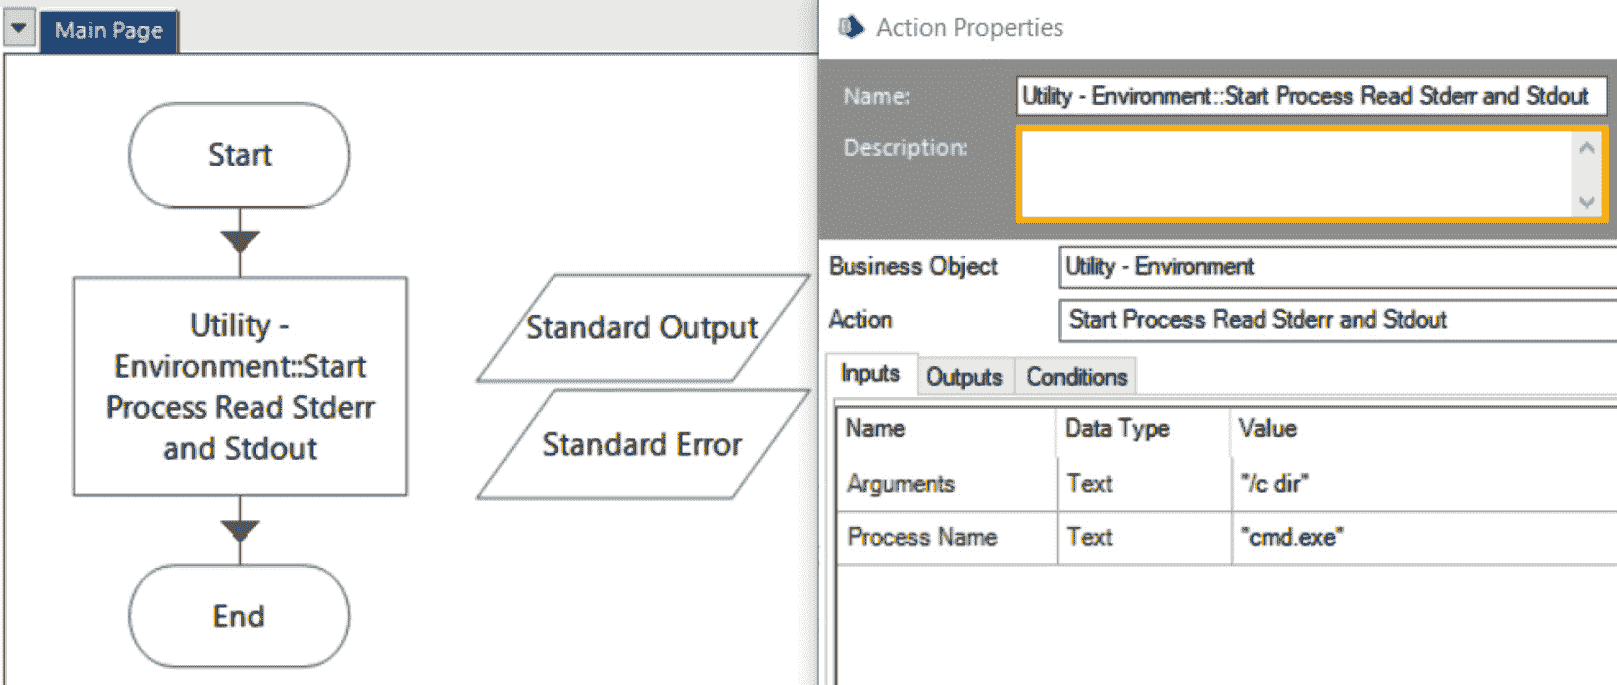 Main Page
Start
Utility -
Environment::Start
Process Read Stderr
and Stdout
End
Standard Output
Standard Error
Action Properties
Name: Utility - Environment::Start Process Read Stderr and Stdout
Description:
Business Object Utility - Environment
Action Start Process Read Stderr and Stdout
Inputs Outputs Conditions
Name Data Type Value
Arguments Text "/c dir"
Process Name Text "cmd.exe"